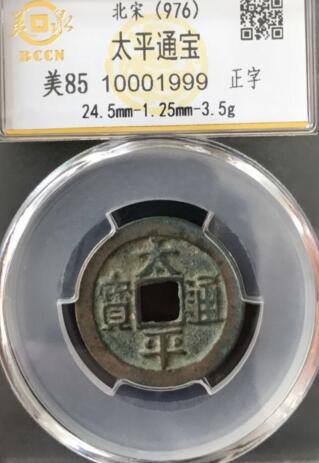 北宋（976）
美泉
BCCN
太平通宝
美85 10001999 正字
24.5mm-1.25mm-3.5g
太
寶 通
平